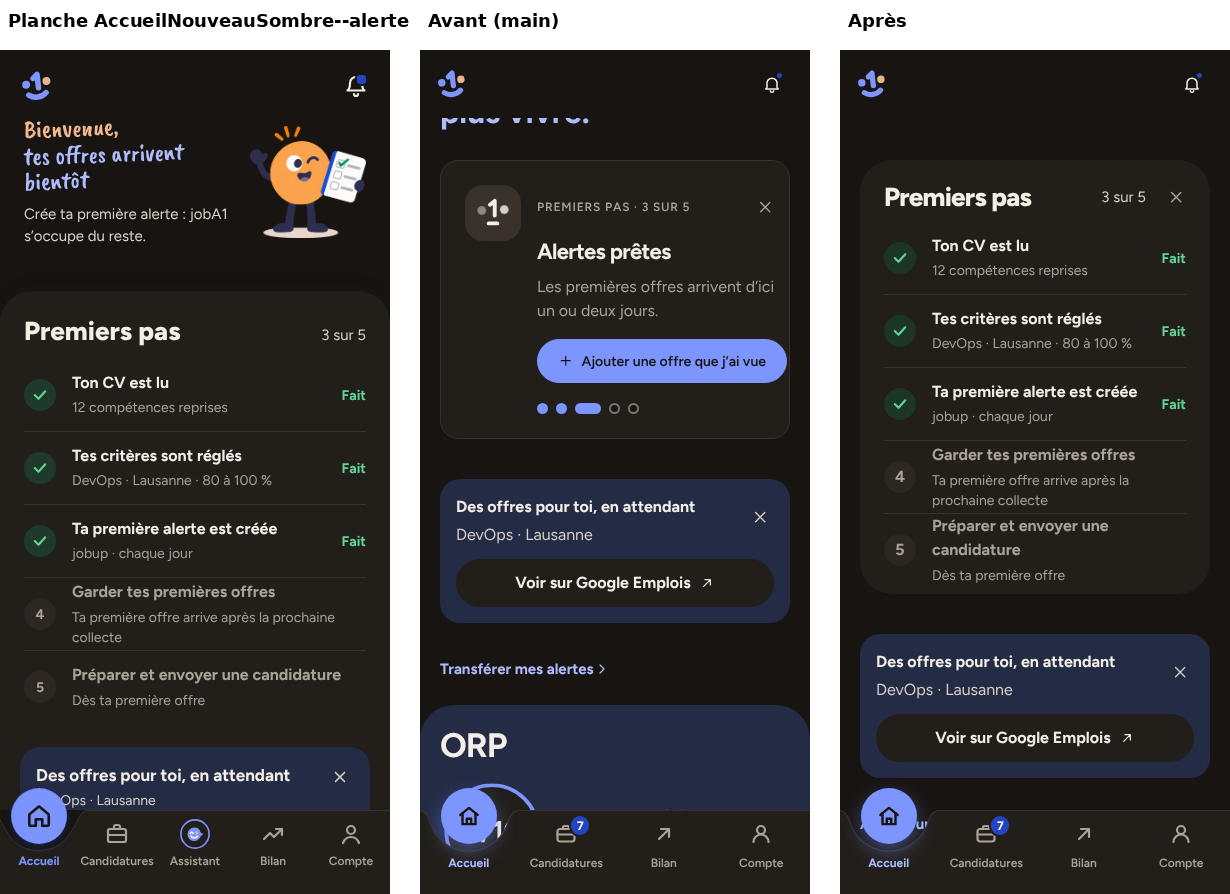 Planche AccueilNouveauSombre--alerte
Bienvenue,
tes offres arrivent
bientôt
Crée ta première alerte : jobA1
s’occupe du reste.
Premiers pas
3 sur 5
Ton CV est lu
12 compétences reprises
Fait
Tes critères sont réglés
DevOps · Lausanne · 80 à 100 %
Fait
Ta première alerte est créée
jobup · chaque jour
Fait
4
Garder tes premières offres
Ta première offre arrive après la prochaine
collecte
5
Préparer et envoyer une candidature
Dès ta première offre
Des offres pour toi, en attendant
Ops · Lausanne
Accueil
Candidatures
Assistant
Bilan
Compte
Avant (main)
plus vivre.
PREMIERS PAS · 3 SUR 5
Alertes prêtes
Les premières offres arrivent d’ici
un ou deux jours.
Ajouter une offre que j’ai vue
Des offres pour toi, en attendant
DevOps · Lausanne
Voir sur Google Emplois
Transférer mes alertes
ORP
7
Accueil
Candidatures
Bilan
Compte
Après
Premiers pas
3 sur 5
Ton CV est lu
12 compétences reprises
Fait
Tes critères sont réglés
DevOps · Lausanne · 80 à 100 %
Fait
Ta première alerte est créée
jobup · chaque jour
Fait
4
Garder tes premières offres
Ta première offre arrive après la
prochaine collecte
5
Préparer et envoyer une
candidature
Dès ta première offre
Des offres pour toi, en attendant
DevOps · Lausanne
Voir sur Google Emplois
7
Accueil
Candidatures
Bilan
Compte